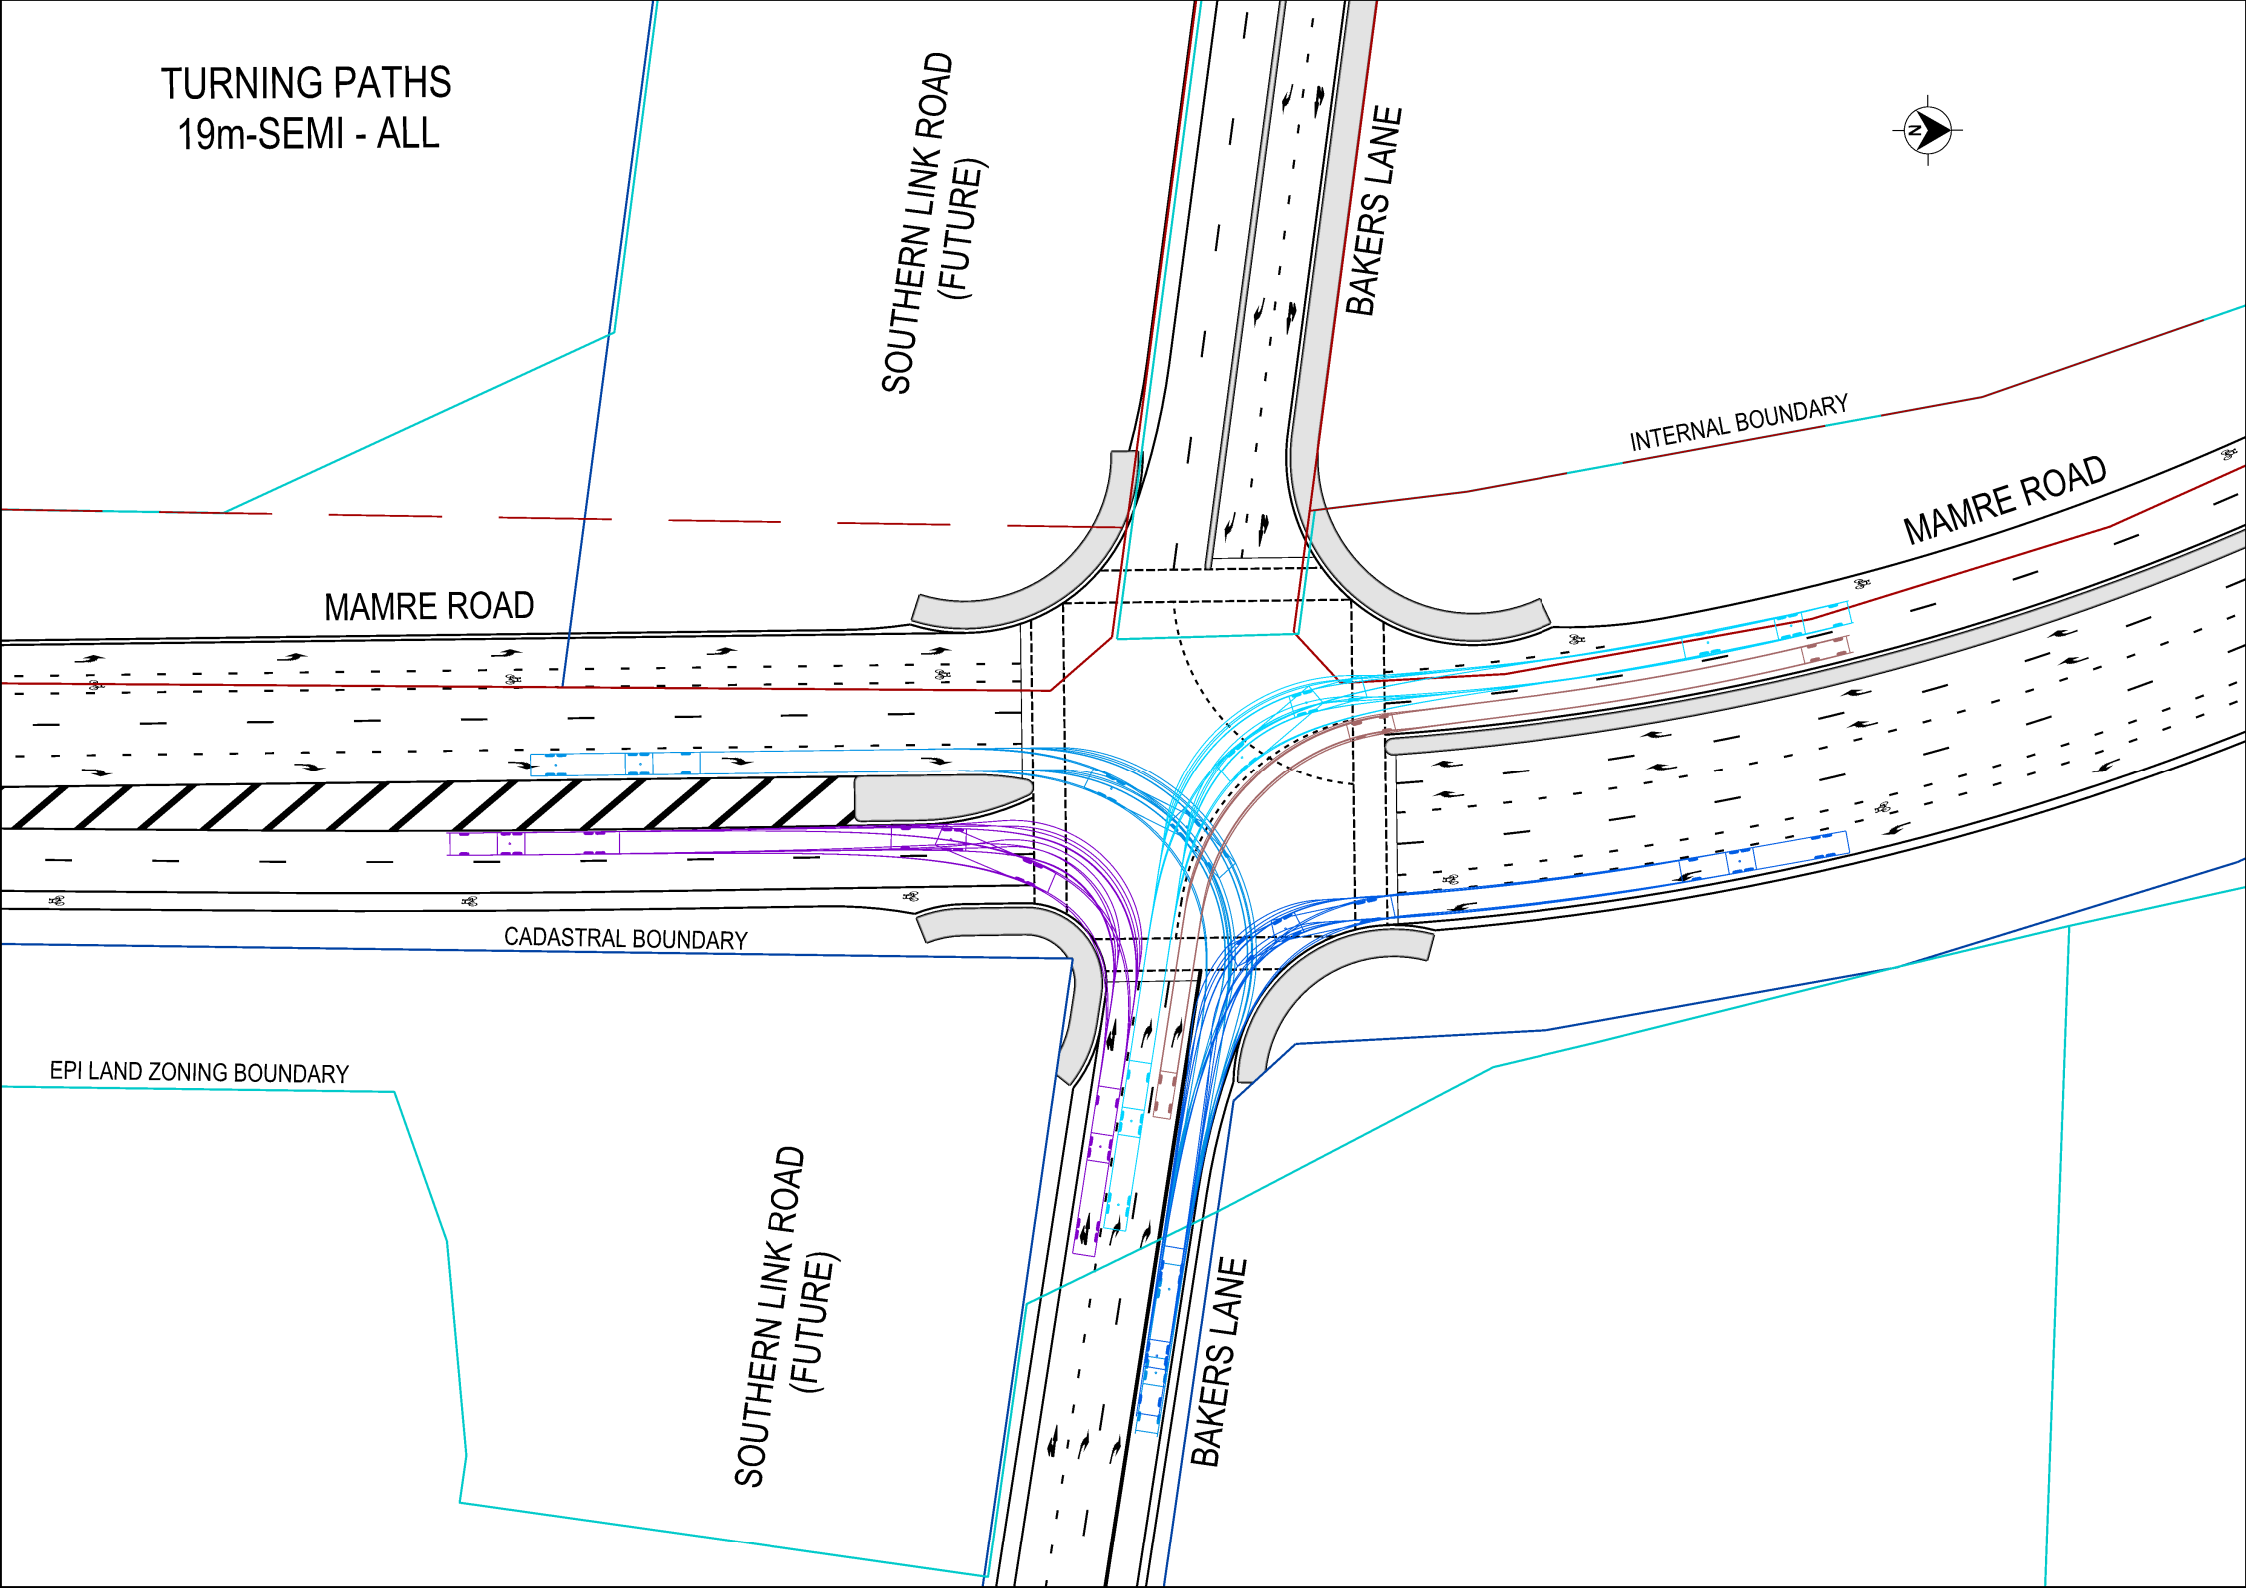 TURNING PATHS
19m-SEMI - ALL
SOUTHERN LINK ROAD
(FUTURE)
BAKERS LANE
N
INTERNAL BOUNDARY
MAMRE ROAD
MAMRE ROAD
CADASTRAL BOUNDARY
EPI LAND ZONING BOUNDARY
SOUTHERN LINK ROAD
(FUTURE)
BAKERS LANE